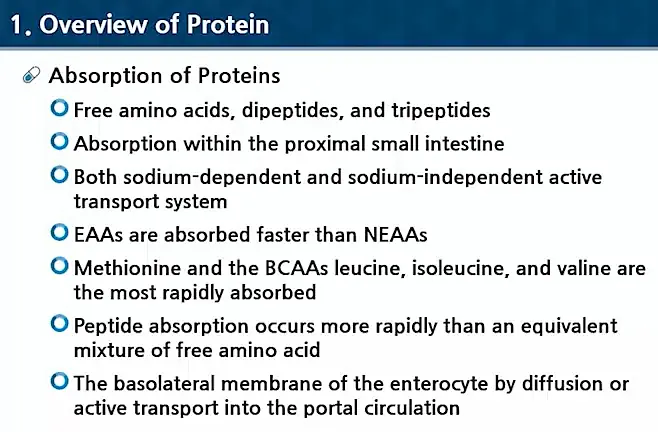 1. Overview of Protein
Absorption of Proteins
Free amino acids, dipeptides, and tripeptides
Absorption within the proximal small intestine
Both sodium-dependent and sodium-independent active
transport system
EAAs are absorbed faster than NEAAs
Methionine and the BCAAs leucine, isoleucine, and valine are
the most rapidly absorbed
Peptide absorption occurs more rapidly than an equivalent
mixture of free amino acid
The basolateral membrane of the enterocyte by diffusion or
active transport into the portal circulation